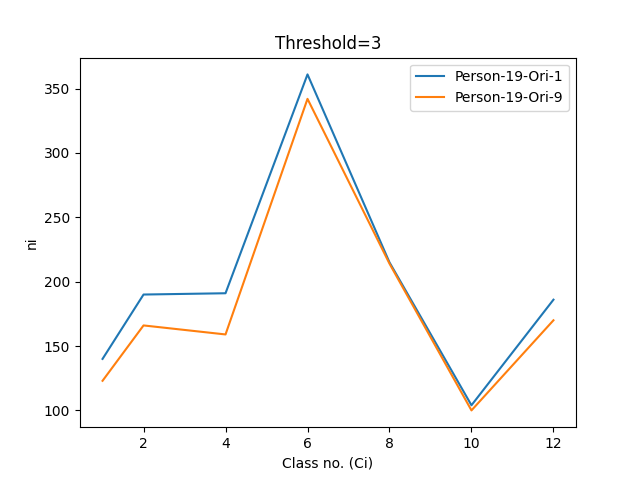 Threshold=3
Person-19-Ori-1
Person-19-Ori-9
350
300
250
200
150
100
ni
2 4 6 8 10 12
Class no. (Ci)